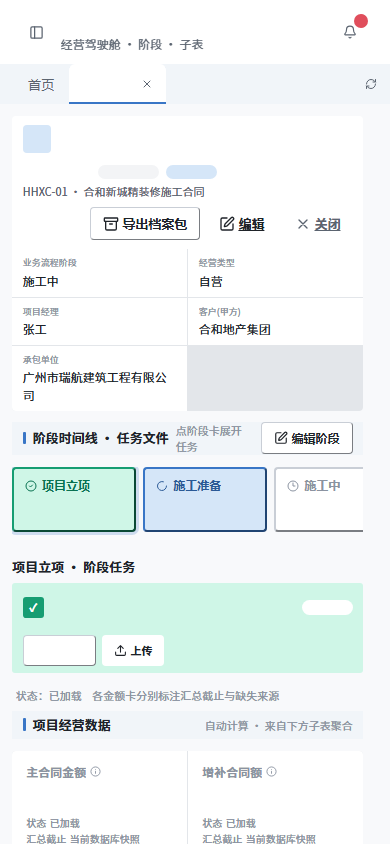 经营驾驶舱 • 阶段 • 子表
首页
HHXC-01 • 合和新城精装修施工合同
导出档案包 编辑 关闭
业务流程阶段 经营类型
施工中 自营
项目经理 客户(甲方)
张工 合和地产集团
承包单位
广州市瑞航建筑工程有限公
司
阶段时间线 • 任务文件 点阶段卡展开
任务
编辑阶段
项目立项 施工准备 施工中
项目立项 • 阶段任务
上传
状态：已加载 各金额卡分别标注汇总截止与缺失来源
项目经营数据 自动计算 • 来自下方子表聚合
主合同金额 增补合同额
状态 已加载 状态 已加载
汇总截止 当前数据库快照 汇总截止 当前数据库快照